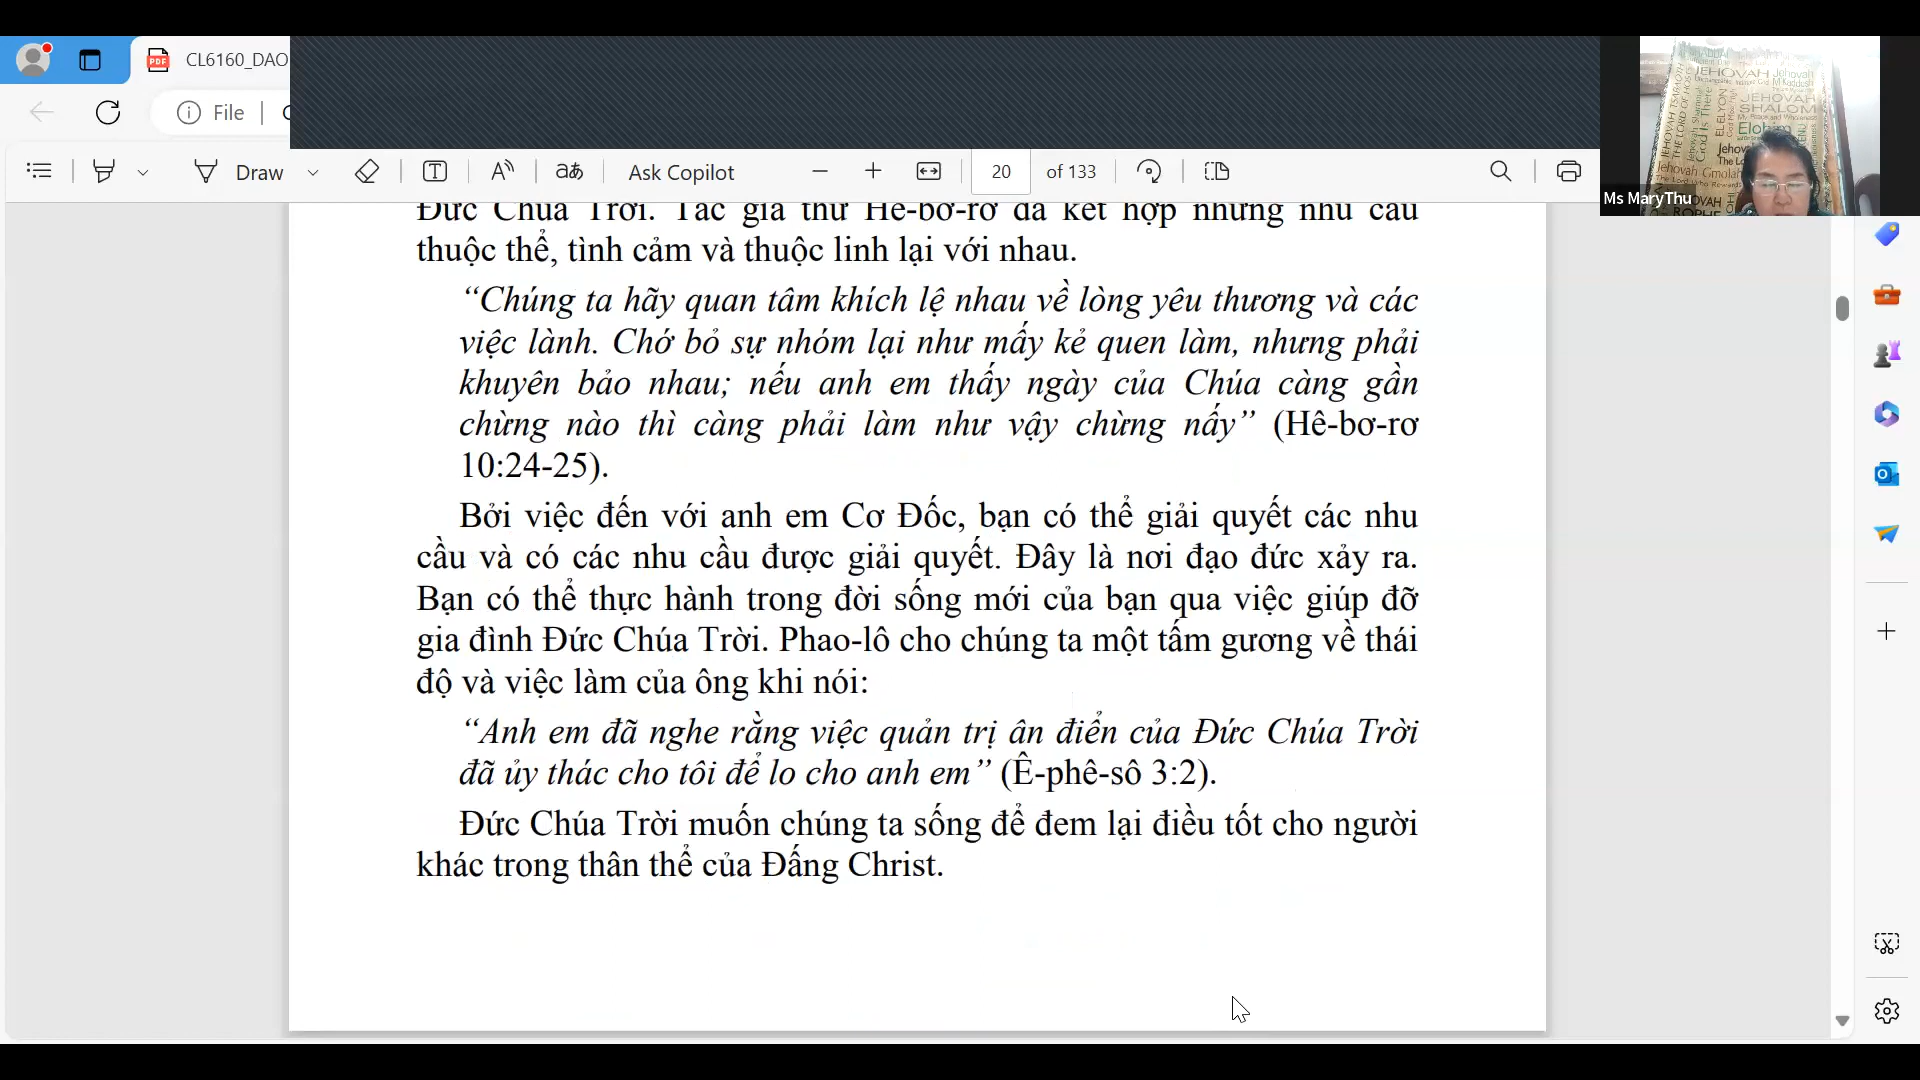 CL6160_DAO
File
Draw
Ask Copilot
20 of 133
Đức Chúa Trời. Tác giả thư Hê-bơ-rơ đã kết hợp những nhu cầu
thuộc thể, tình cảm và thuộc linh lại với nhau.
“Chúng ta hãy quan tâm khích lệ nhau về lòng yêu thương và các
việc lành. Chớ bỏ sự nhóm lại như mấy kẻ quen làm, nhưng phải
khuyên bảo nhau; nếu anh em thấy ngày của Chúa càng gần
chừng nào thì càng phải làm như vậy chừng nấy” (Hê-bơ-rơ
10:24-25).
Bởi việc đến với anh em Cơ Đốc, bạn có thể giải quyết các nhu
cầu và có các nhu cầu được giải quyết. Đây là nơi đạo đức xảy ra.
Bạn có thể thực hành trong đời sống mới của bạn qua việc giúp đỡ
gia đình Đức Chúa Trời. Phao-lô cho chúng ta một tấm gương về thái
độ và việc làm của ông khi nói:
“Anh em đã nghe rằng việc quản trị ân điển của Đức Chúa Trời
đã ủy thác cho tôi để lo cho anh em” (Ê-phê-sô 3:2).
Đức Chúa Trời muốn chúng ta sống để đem lại điều tốt cho người
khác trong thân thể của Đấng Christ.
JEHOVAH
JEHOVAH
SHALOM
Elohim
Ms MaryThu